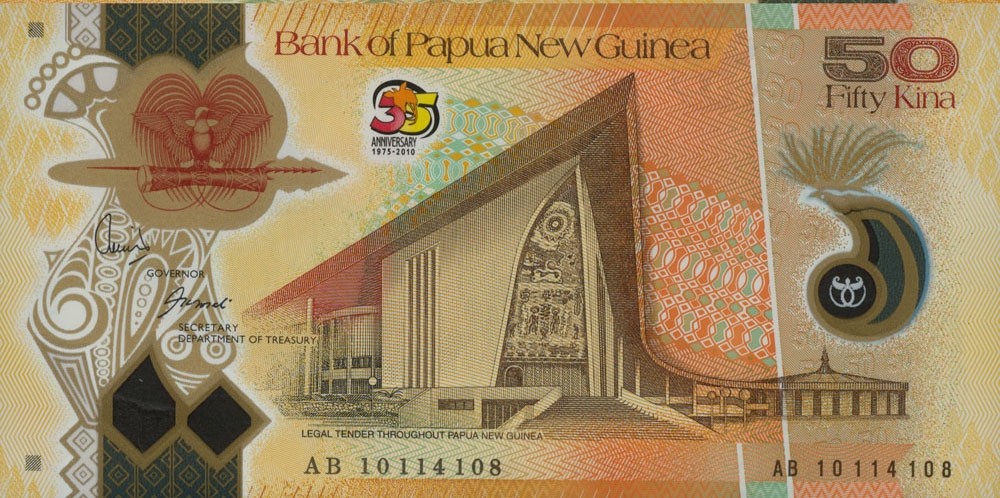 Bank of Papua New Guinea
50
Fifty Kina
35
ANNIVERSARY
1975-2010
GOVERNOR
SECRETARY
DEPARTMENT OF TREASURY
LEGAL TENDER THROUGHOUT PAPUA NEW GUINEA
AB 10114108
AB 10114108